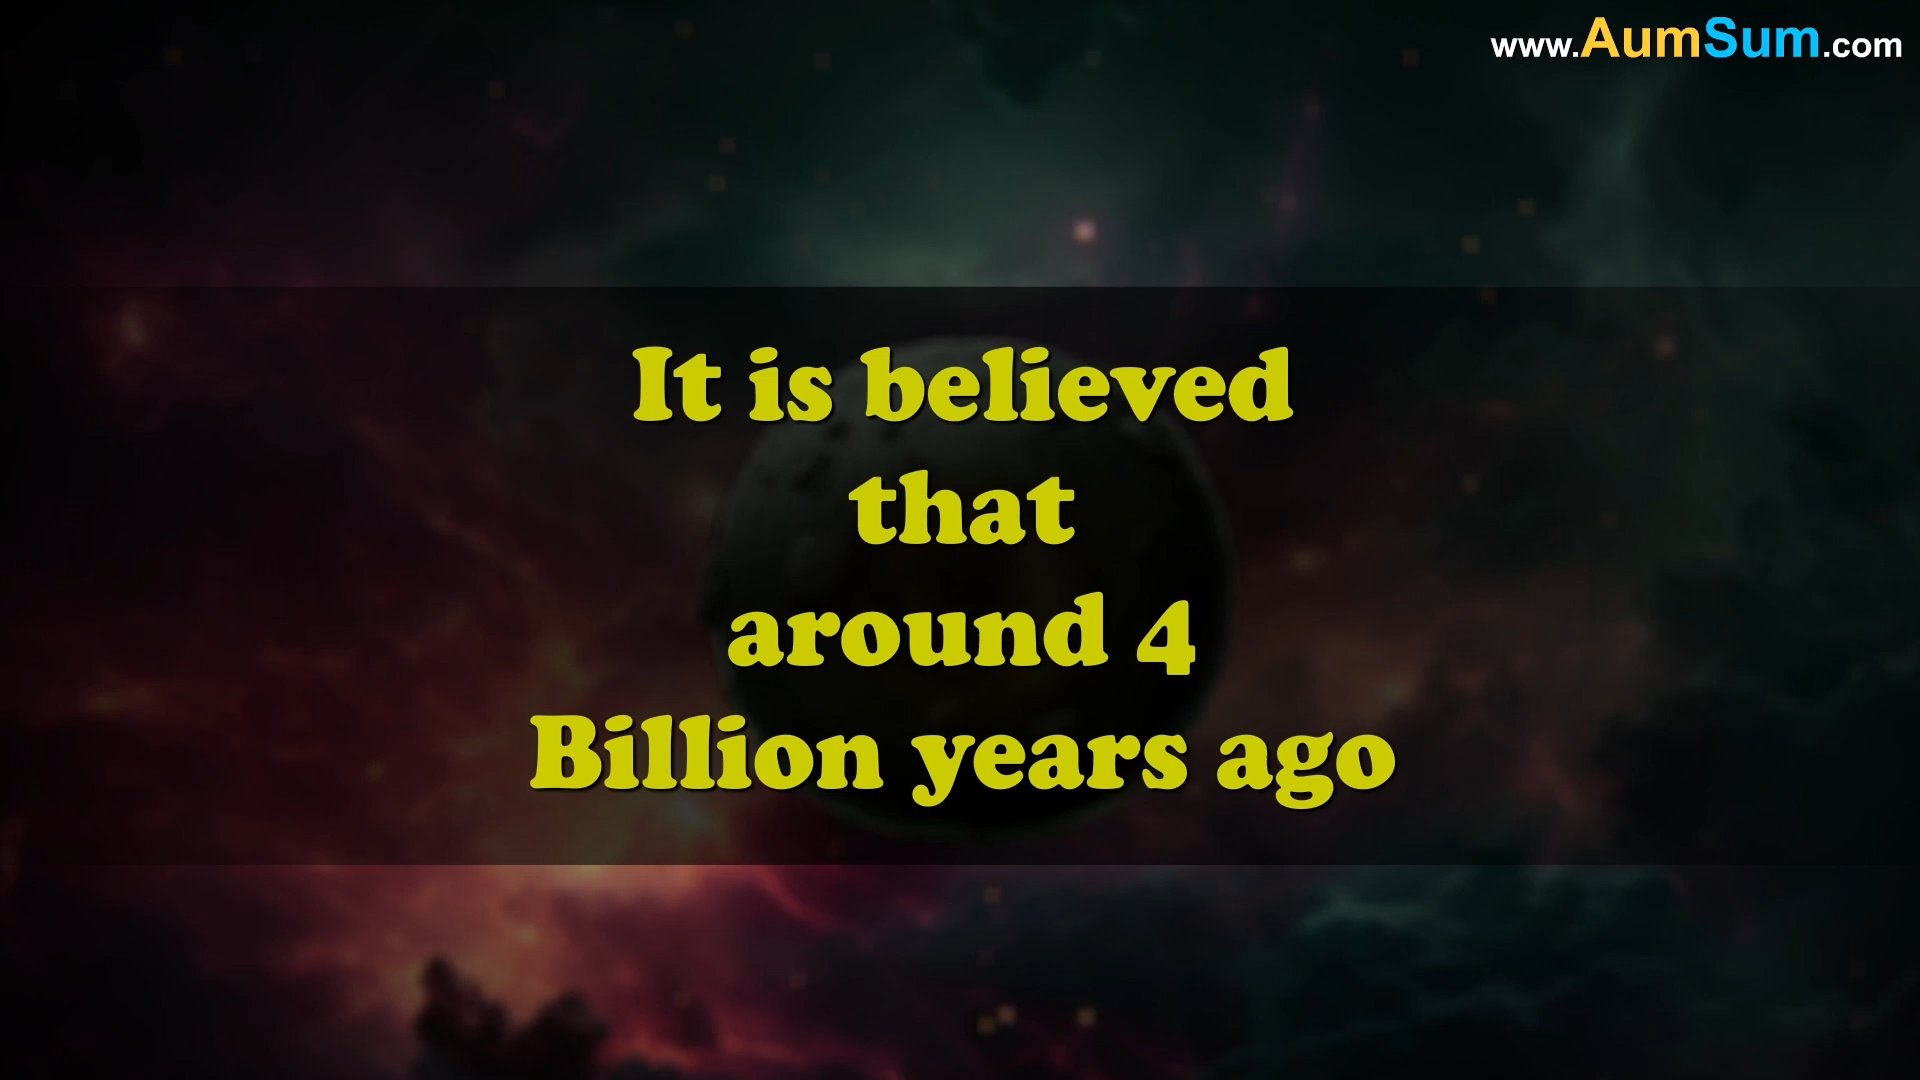 www.AumSum.com
It is believed
that
around 4
Billion years ago